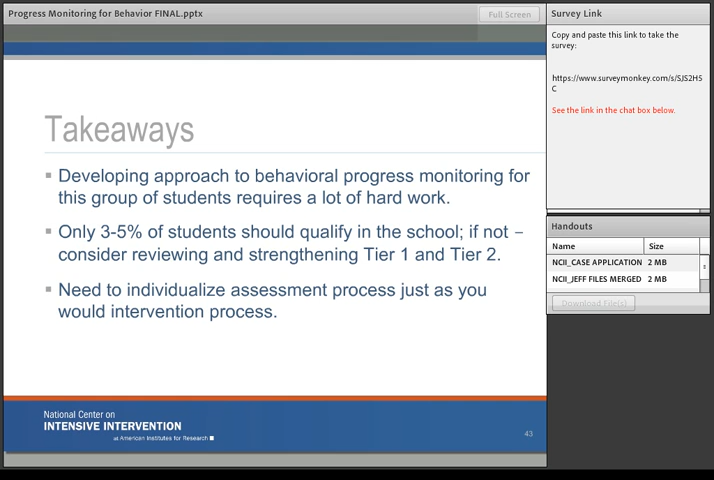 Progress Monitoring for Behavior FINAL.pptx
Full Screen
Takeaways
Developing approach to behavioral progress monitoring for
this group of students requires a lot of hard work.
Only 3-5% of students should qualify in the school; if not –
consider reviewing and strengthening Tier 1 and Tier 2.
Need to individualize assessment process just as you
would intervention process.
National Center on
INTENSIVE INTERVENTION
at American Institutes for Research
43
Survey Link
Copy and paste this link to take the
survey:
https://www.surveymonkey.com/s/SJS2HS
C
See the link in the chat box below.
Handouts
Name Size
NCII_CASE APPLICATION 2 MB
NCII_JEFF FILES MERGED 2 MB
Download File(s)